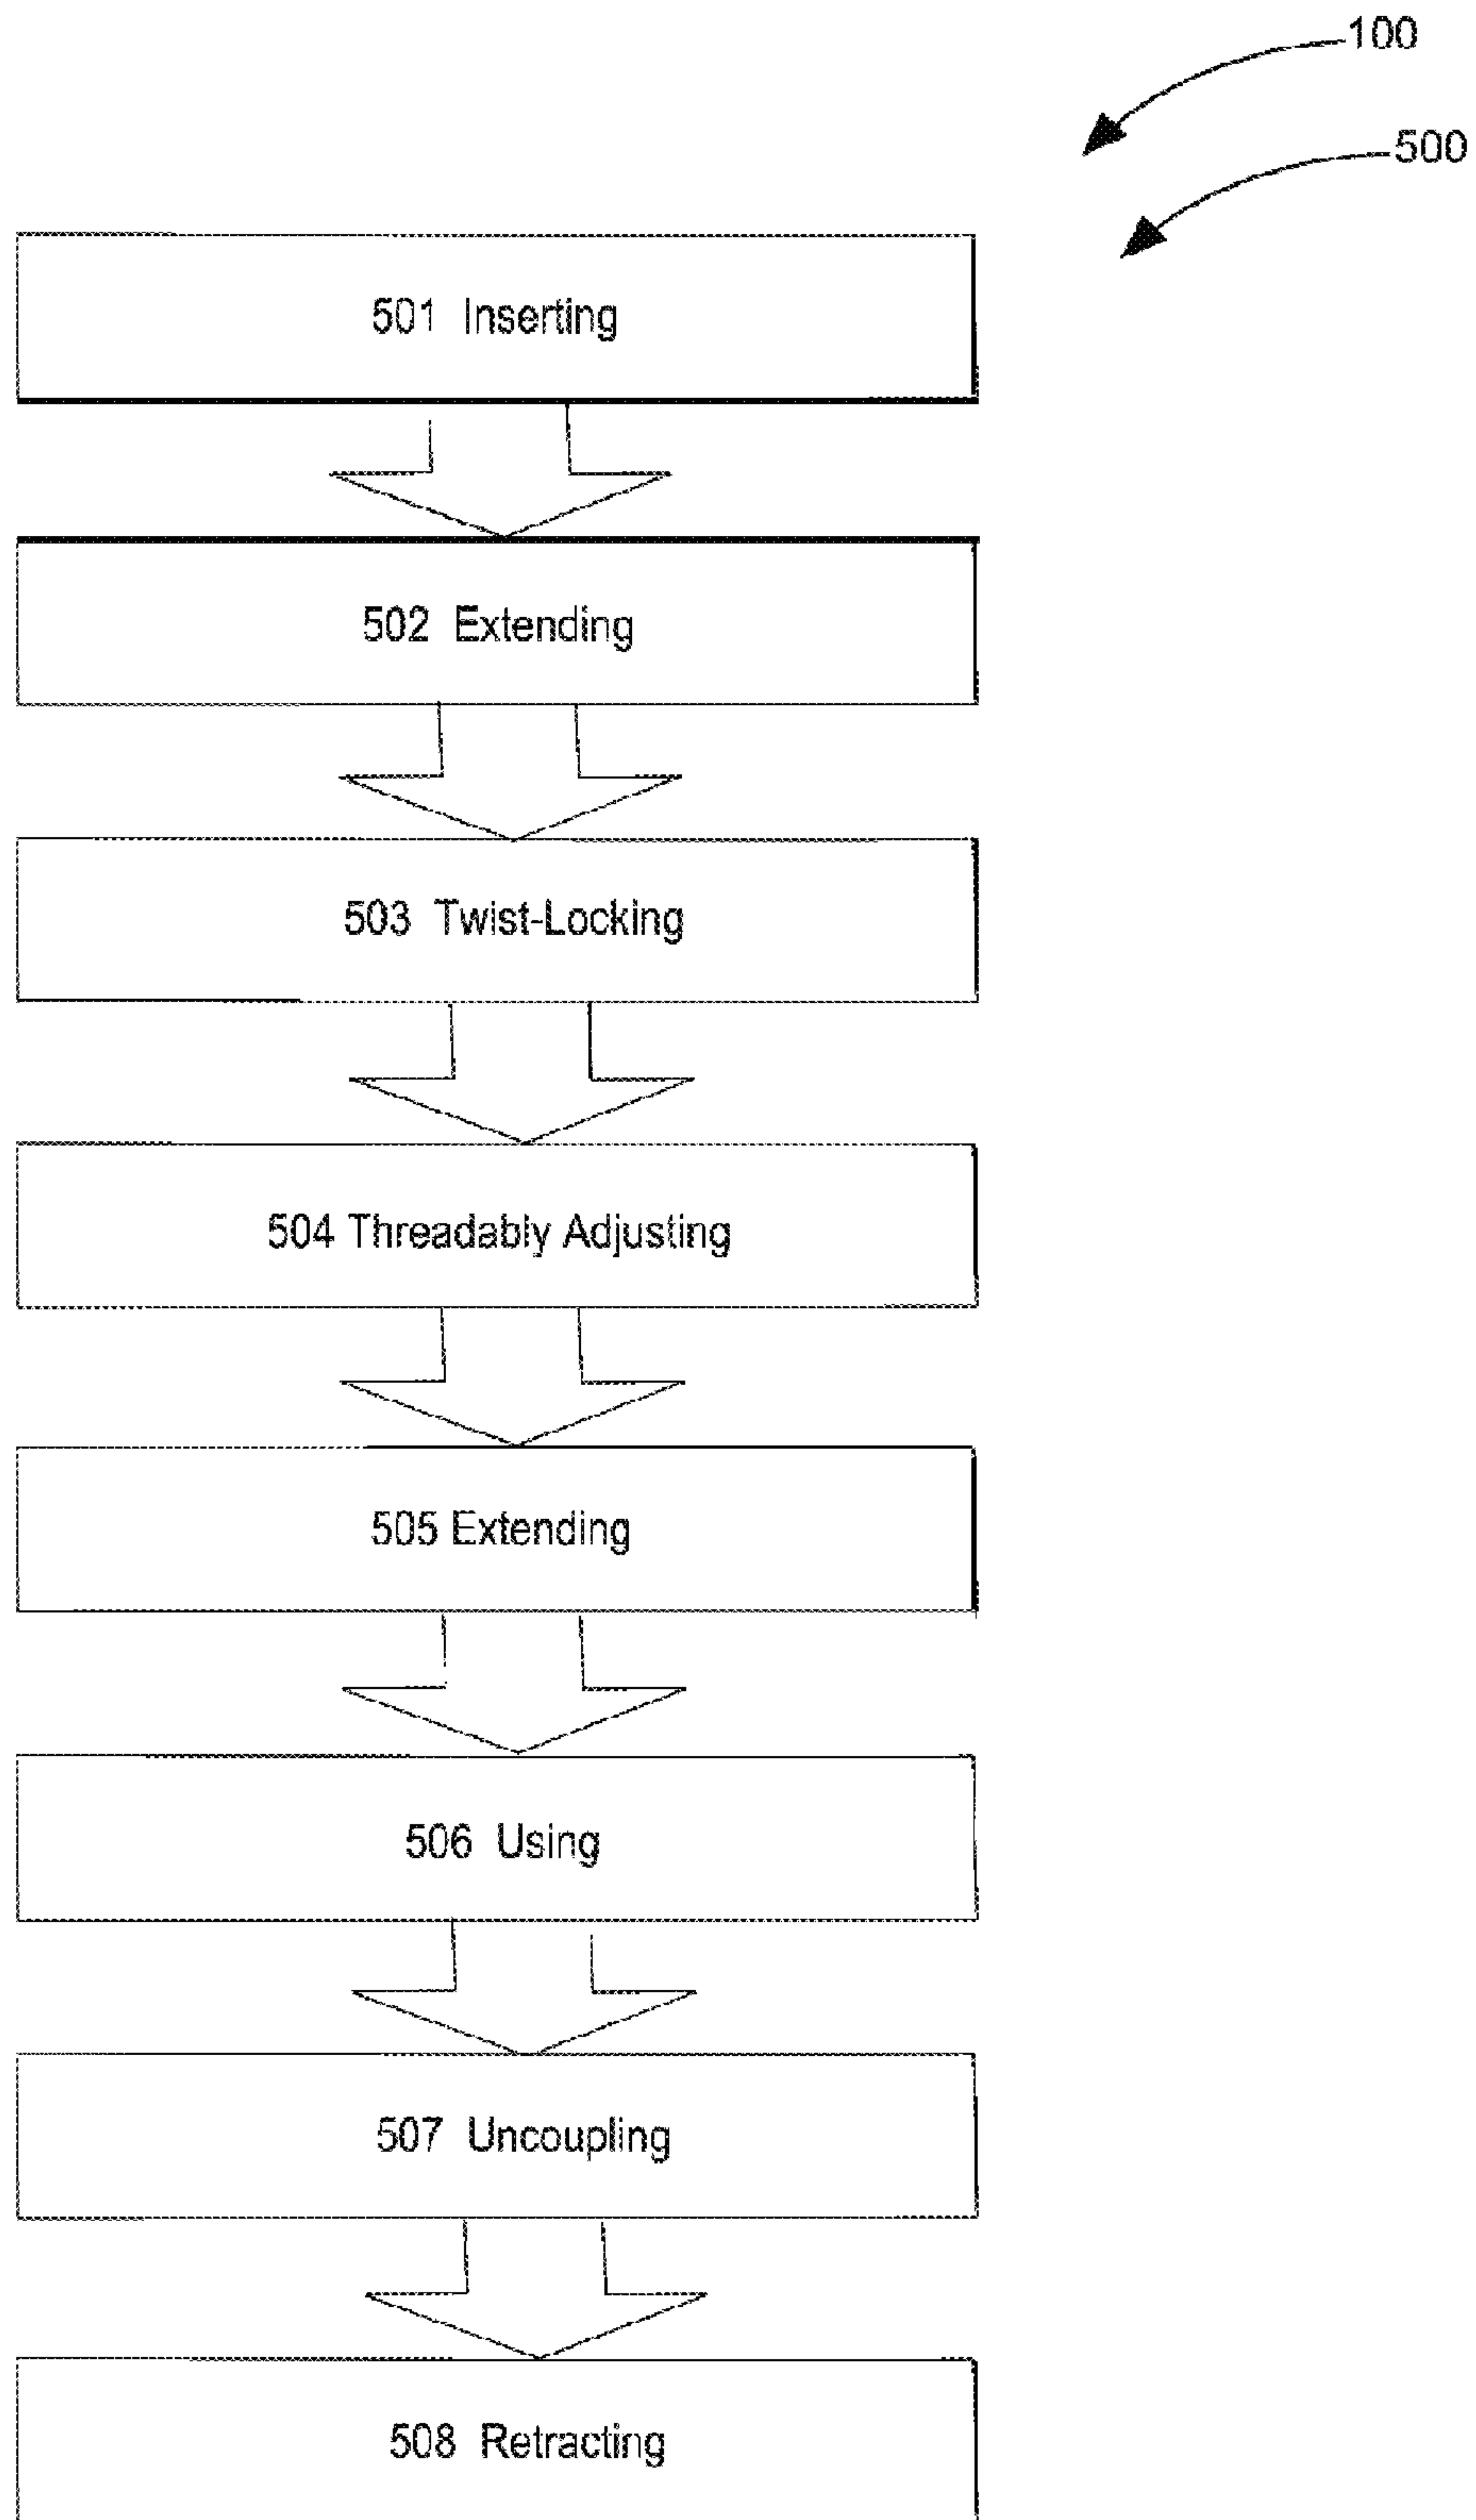 100
500
501 Inserting
502 Extending
503 Twist-Locking
504 Threadably Adjusting
505 Extending
506 Using
507 Uncoupling
508 Retracting